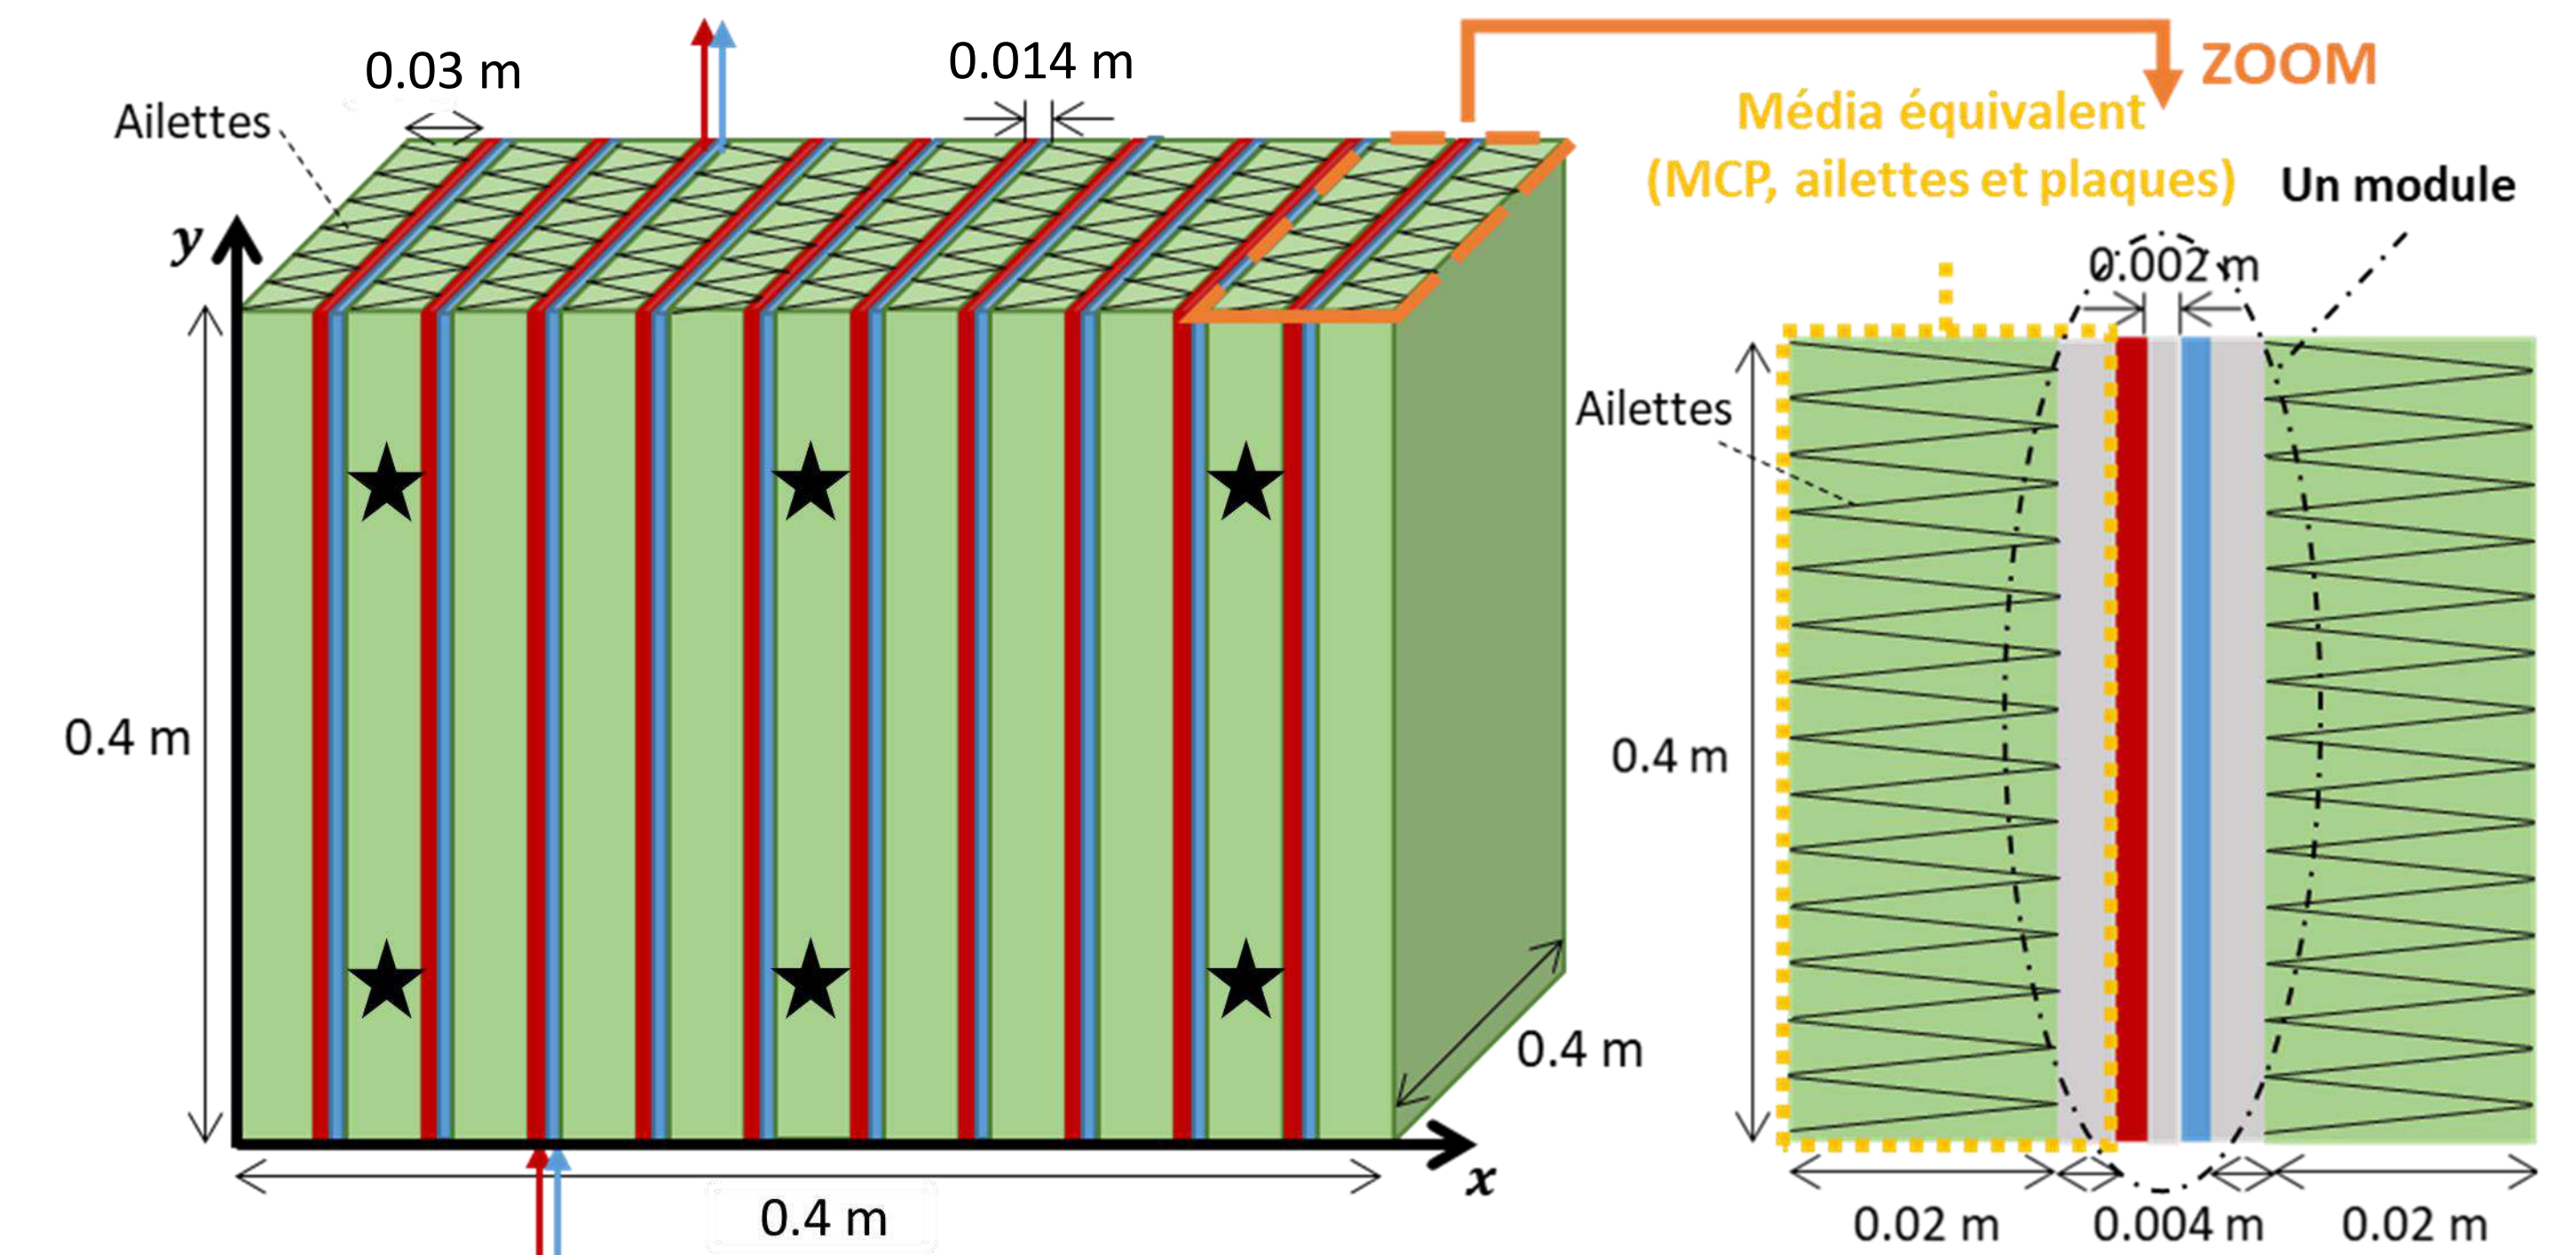 0.03 m
0.014 m
ZOOM
Ailettes
Média équivalent
(MCP, ailettes et plaques)
Un module
y
0.002 m
Ailettes
0.4 m
0.4 m
0.4 m
x
0.4 m
0.02 m
0.004 m
0.02 m